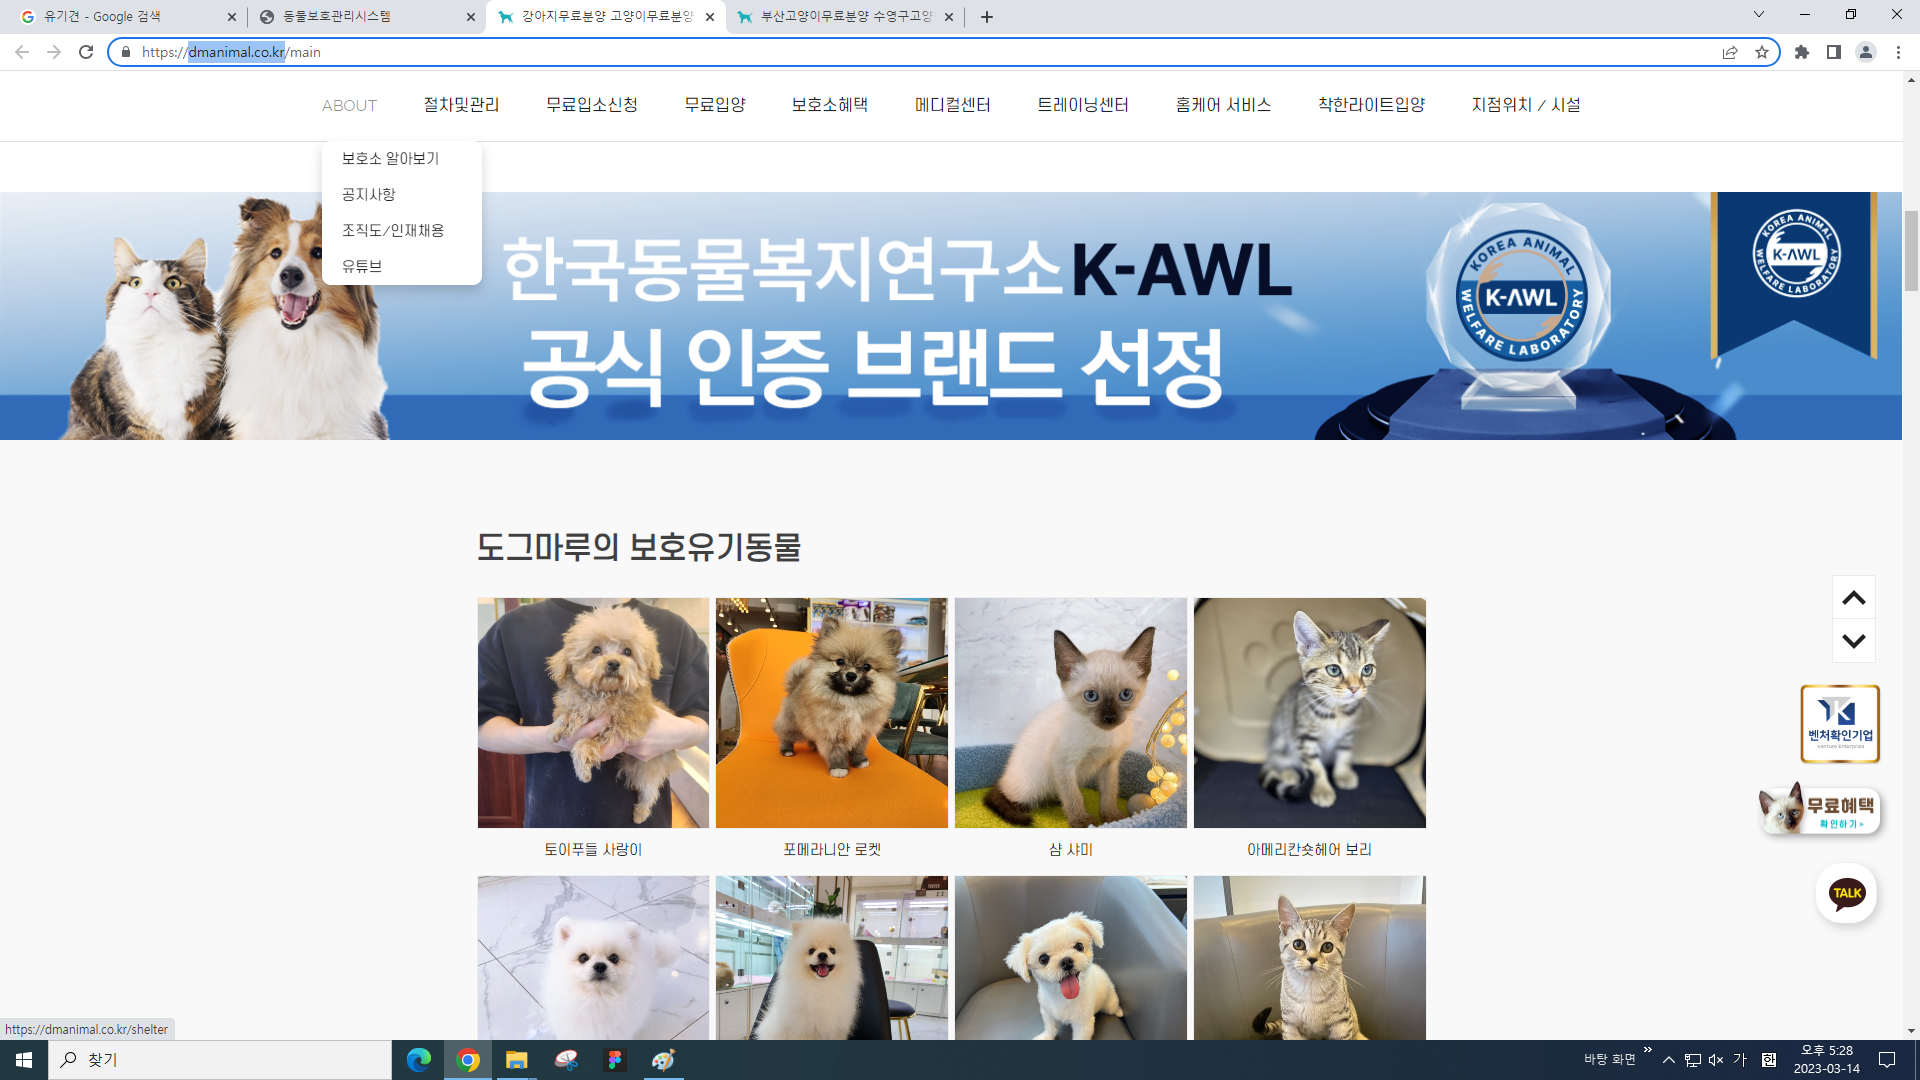 유기견 - Google 검색
동물보호관리시스템
강아지무료분양 고양이무료분양
부산고양이무료분양 수영구고양
https://dmanimal.co.kr/main
ABOUT
절차및관리
무료입소신청
무료입양
보호소혜택
메디컬센터
트레이닝센터
홈케어 서비스
착한라이트입양
지점위치 / 시설
보호소 알아보기
공지사항
조직도/인재채용
유튜브
한국동물복지연구소 K-AWL
공식 인증 브랜드 선정
KOREA ANIMAL
K-AWL
WELFARE LABORATORY
KOREA ANIMAL
K-AWL
WELFARE LABORATORY
도그마루의 보호유기동물
토이푸들 사랑이
포메라니안 로켓
샴 샤미
아메리칸숏헤어 보리
벤처확인기업
Venture Enterprise
무료혜택
확인하기 >
TALK
https://dmanimal.co.kr/shelter
찾기
바탕 화면
가
한
오후 5:28
2023-03-14